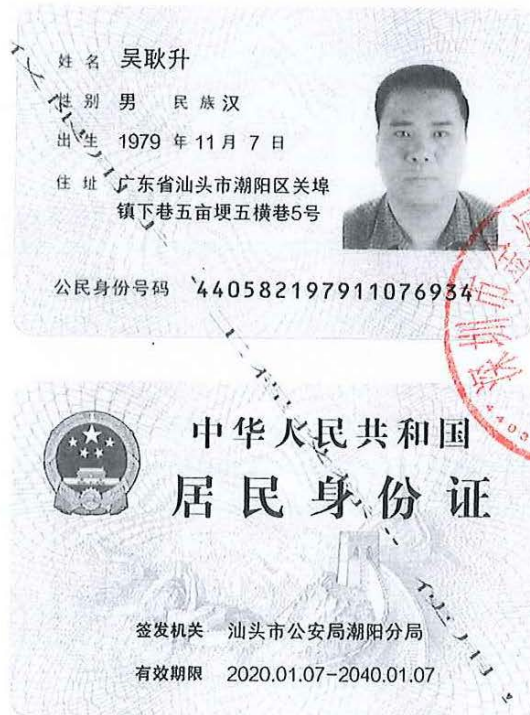 姓名 吴耿升
性别 男 民族 汉
出生 1979 年 11 月 7 日
住址 广东省汕头市潮阳区关埠
镇下巷五亩埂五横巷5号
公民身份号码 440582197911076934
深圳市
4403
中华人民共和国
居民身份证
签发机关 汕头市公安局潮阳分局
有效期限 2020.01.07-2040.01.07